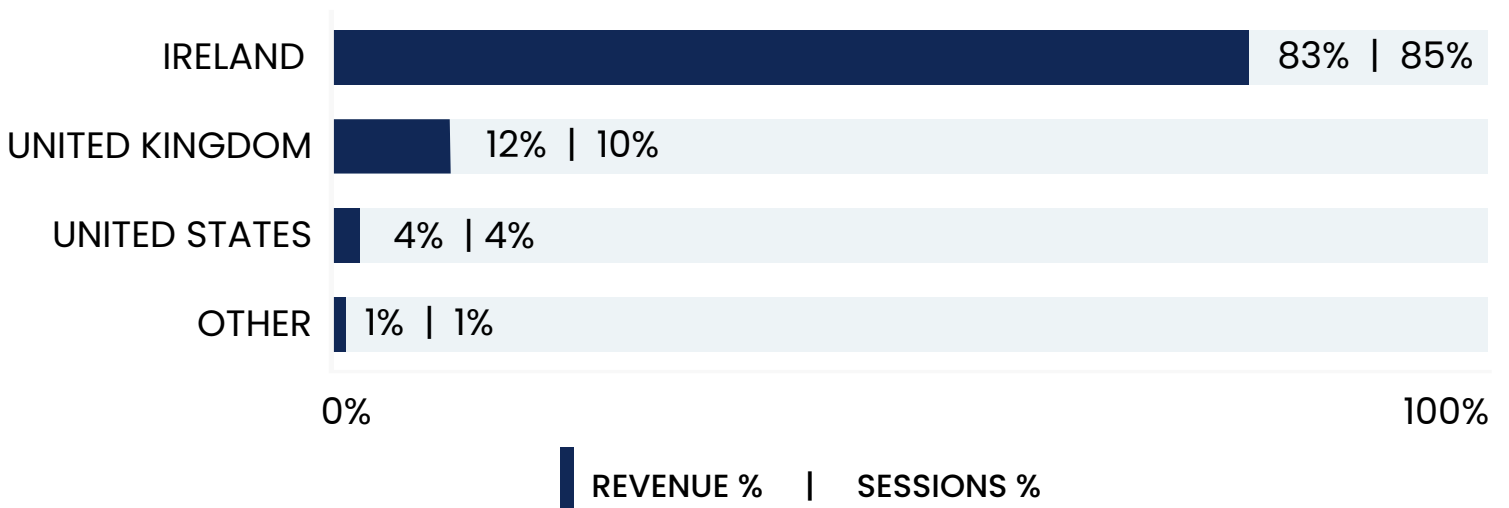 IRELAND 83% | 85%
UNITED KINGDOM 12% | 10%
UNITED STATES 4% | 4%
OTHER 1% | 1%
0% 100%
REVENUE % | SESSIONS %